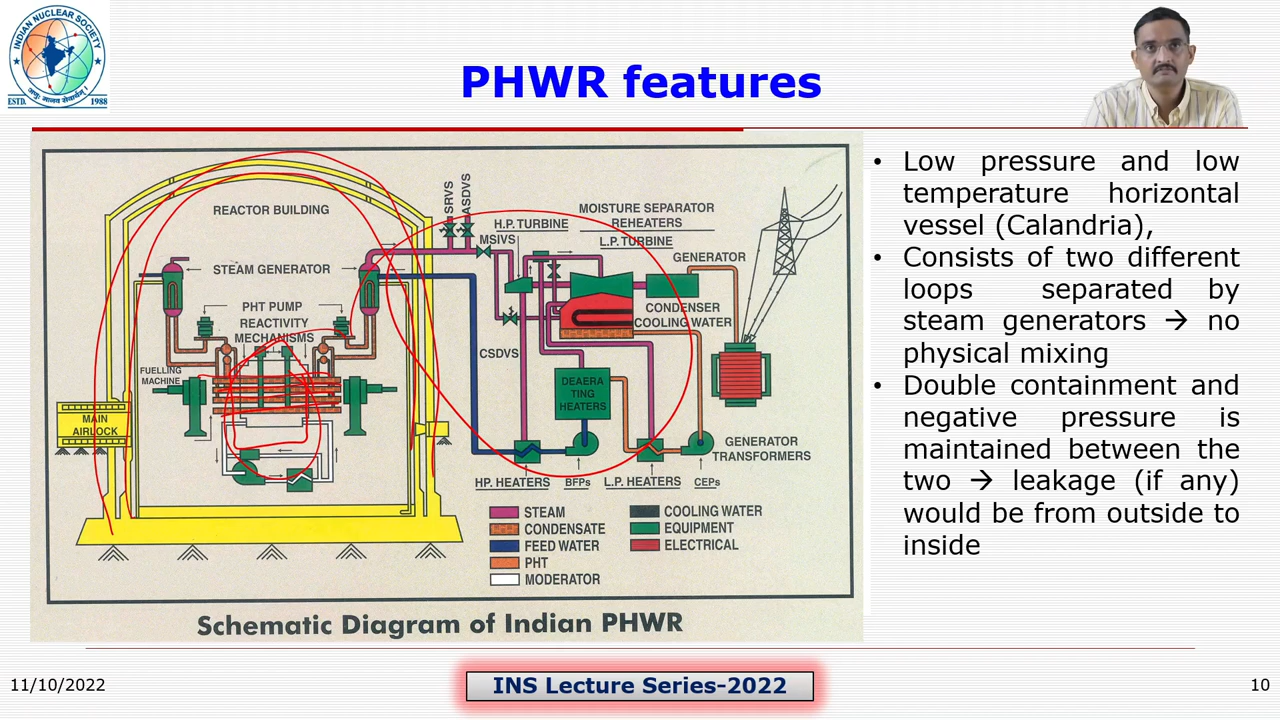 INDIAN NUCLEAR SOCIETY
ESTD. 1988
PHWR features
REACTOR BUILDING
STEAM GENERATOR
PHT PUMP
REACTIVITY
MECHANISMS
FUELLING
MACHINE
MAIN
AIRLOCK
SRVS
ASDVS
MSIVS
H.P. TURBINE
MOISTURE SEPARATOR
REHEATERS
L.P. TURBINE
GENERATOR
CONDENSER
COOLING WATER
CSDVS
DEAERA
TING
HEATERS
GENERATOR
TRANSFORMERS
HP. HEATERS
BFPs
L.P. HEATERS
CEPs
STEAM
CONDENSATE
FEED WATER
PHT
MODERATOR
COOLING WATER
EQUIPMENT
ELECTRICAL
Schematic Diagram of Indian PHWR
• Low pressure and low
temperature horizontal
vessel (Calandria),
• Consists of two different
loops separated by
steam generators → no
physical mixing
• Double containment and
negative pressure is
maintained between the
two → leakage (if any)
would be from outside to
inside
11/10/2022
INS Lecture Series-2022
10